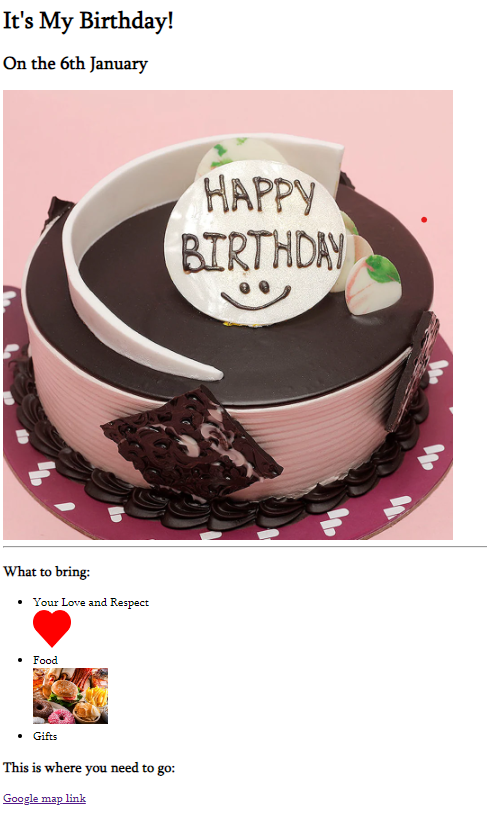 It's My Birthday!
On the 6th January
HAPPY
BIRTHDAY
What to bring:
Your Love and Respect
Food
Gifts
This is where you need to go:
Google map link